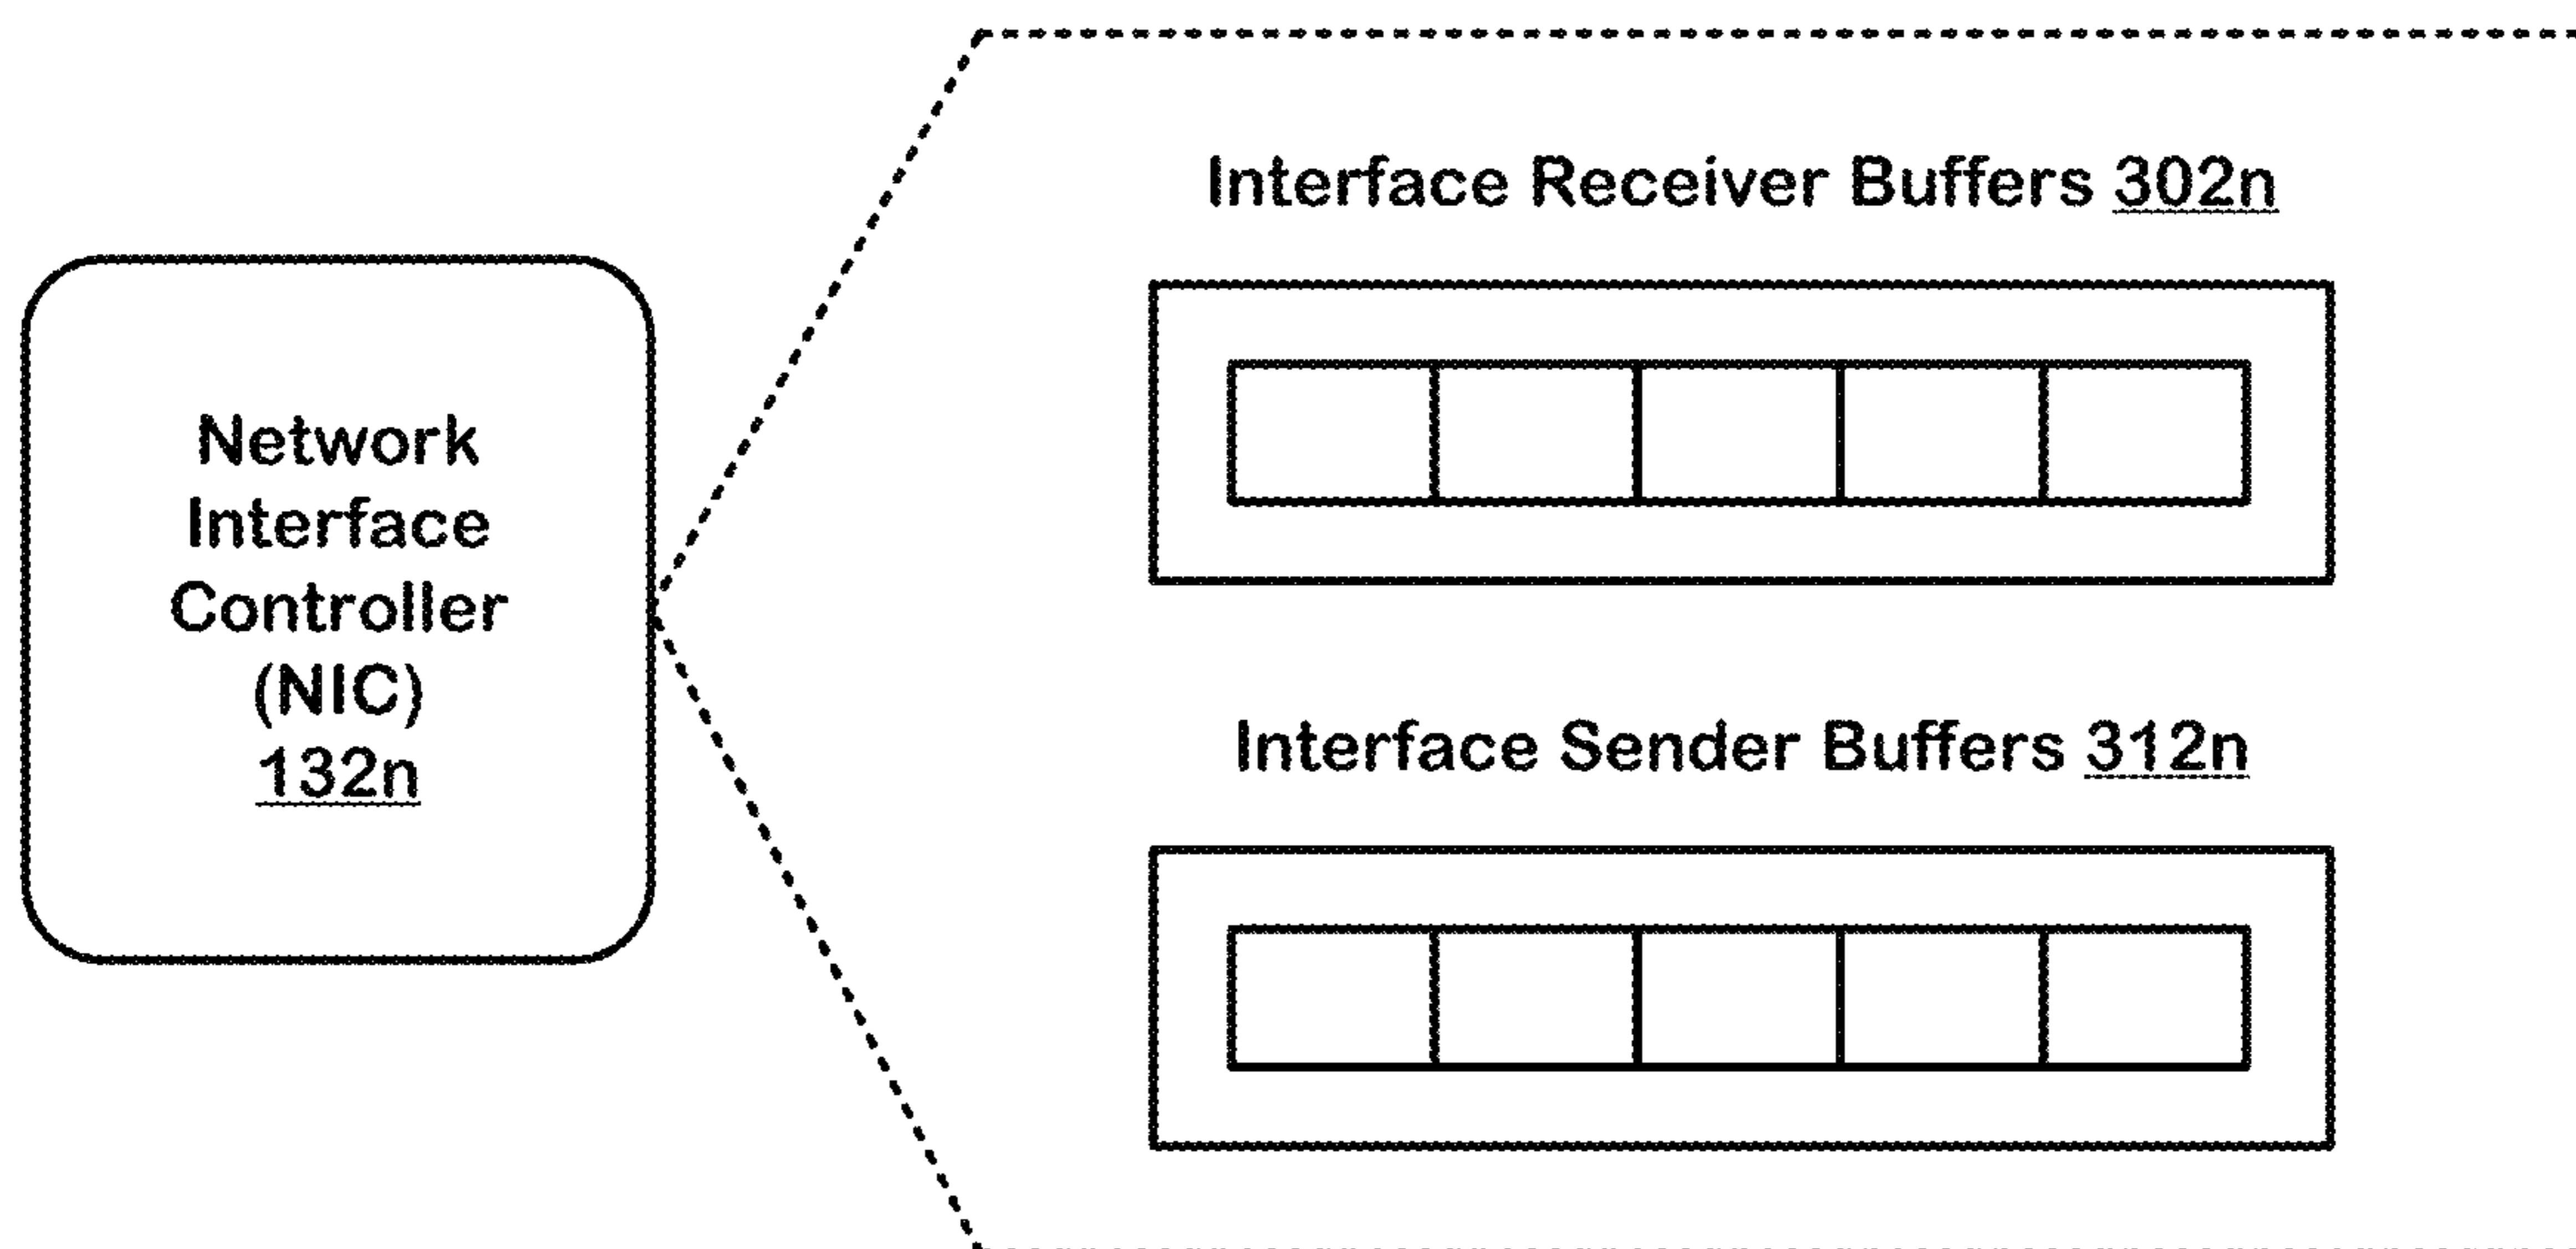 Network
Interface
Controller
(NIC)
132n
Interface Receiver Buffers 302n
Interface Sender Buffers 312n